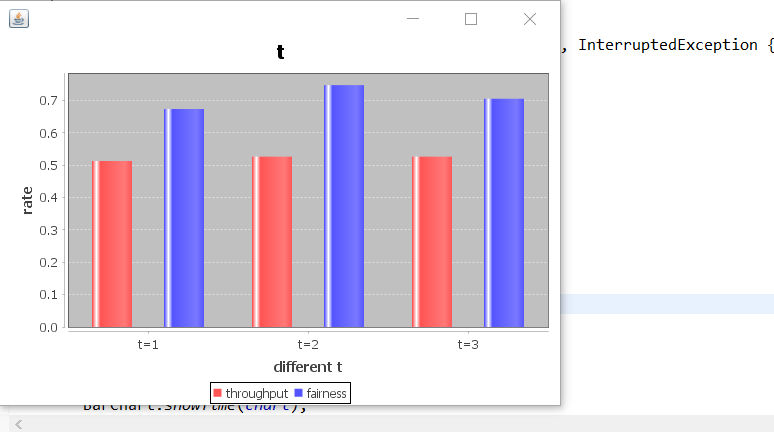 , InterruptedException {
t
0.7
0.6
0.5
0.4
0.3
0.2
0.1
0.0
rate
t=1 t=2 t=3
different t
throughput fairness
BarChart.showTime(chart);